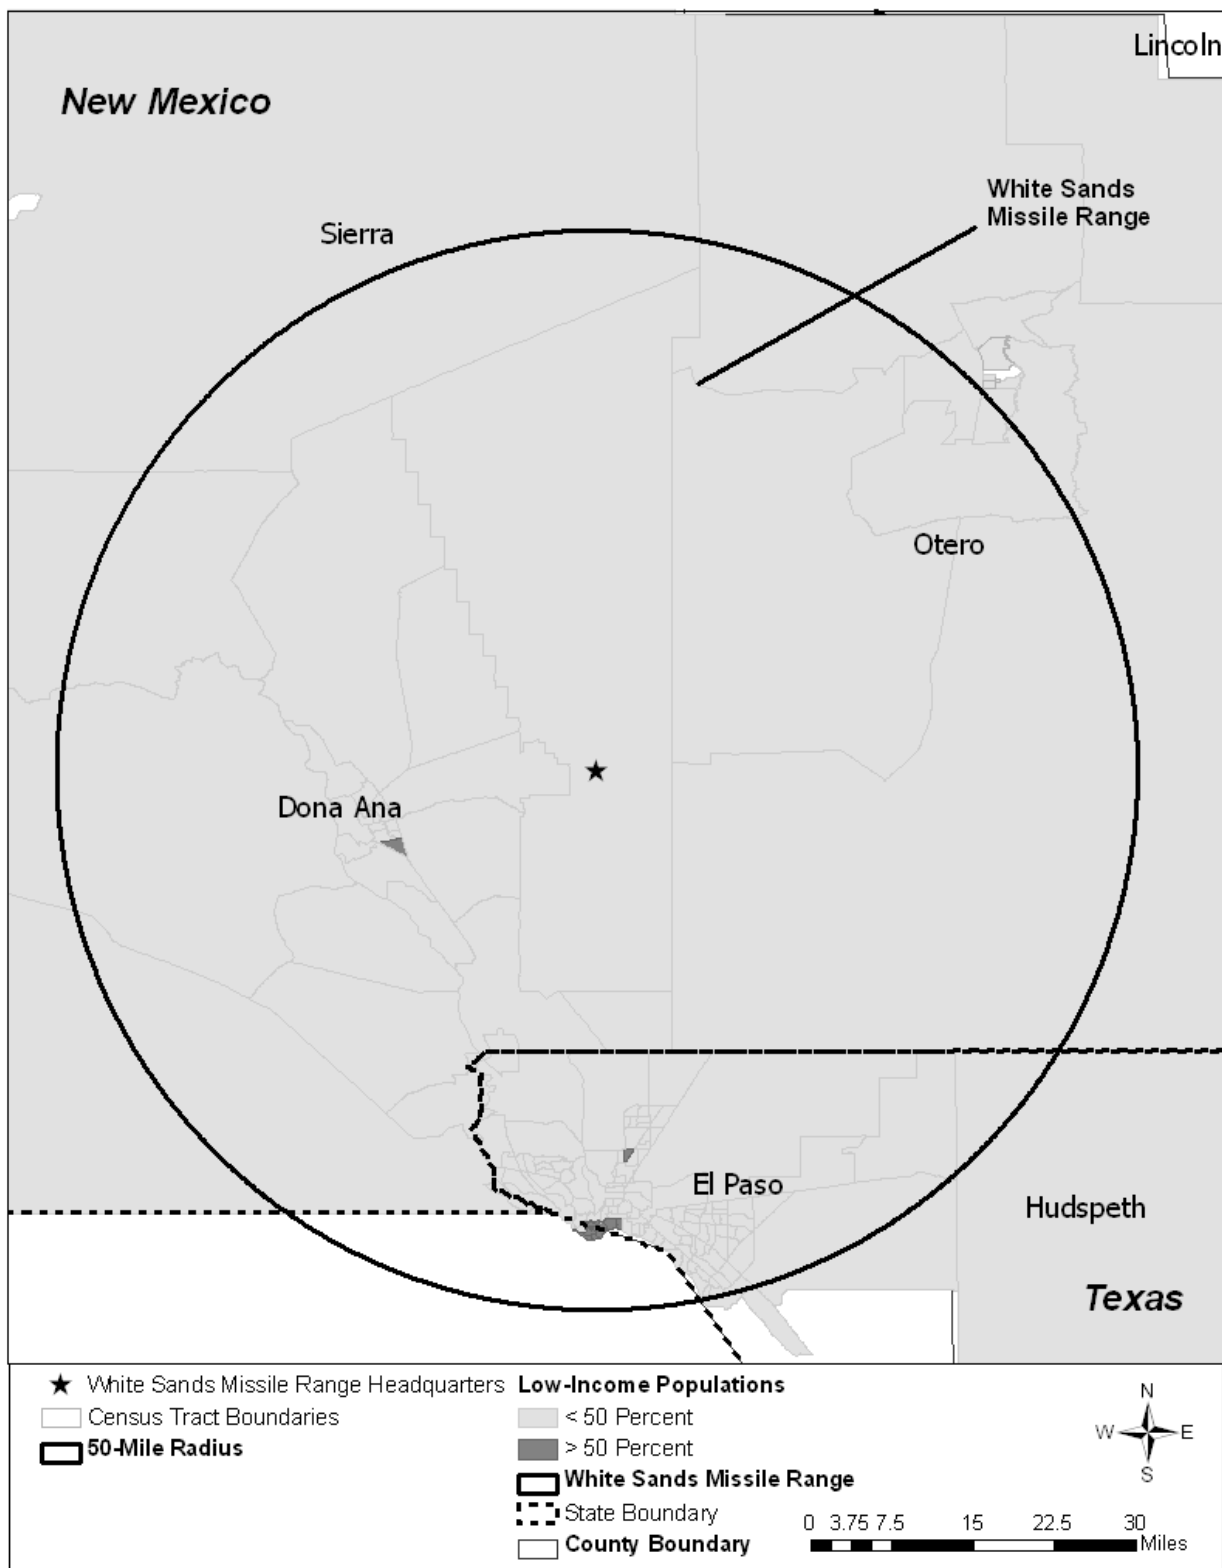 Lincoln
New Mexico
White Sands
Missile Range
Sierra
Otero
Dona Ana
El Paso
Hudspeth
Texas
White Sands Missile Range Headquarters
Census Tract Boundaries
50-Mile Radius
Low-Income Populations
< 50 Percent
> 50 Percent
White Sands Missile Range
State Boundary
County Boundary
N
W E
S
0 3.75 7.5 15 22.5 30
Miles